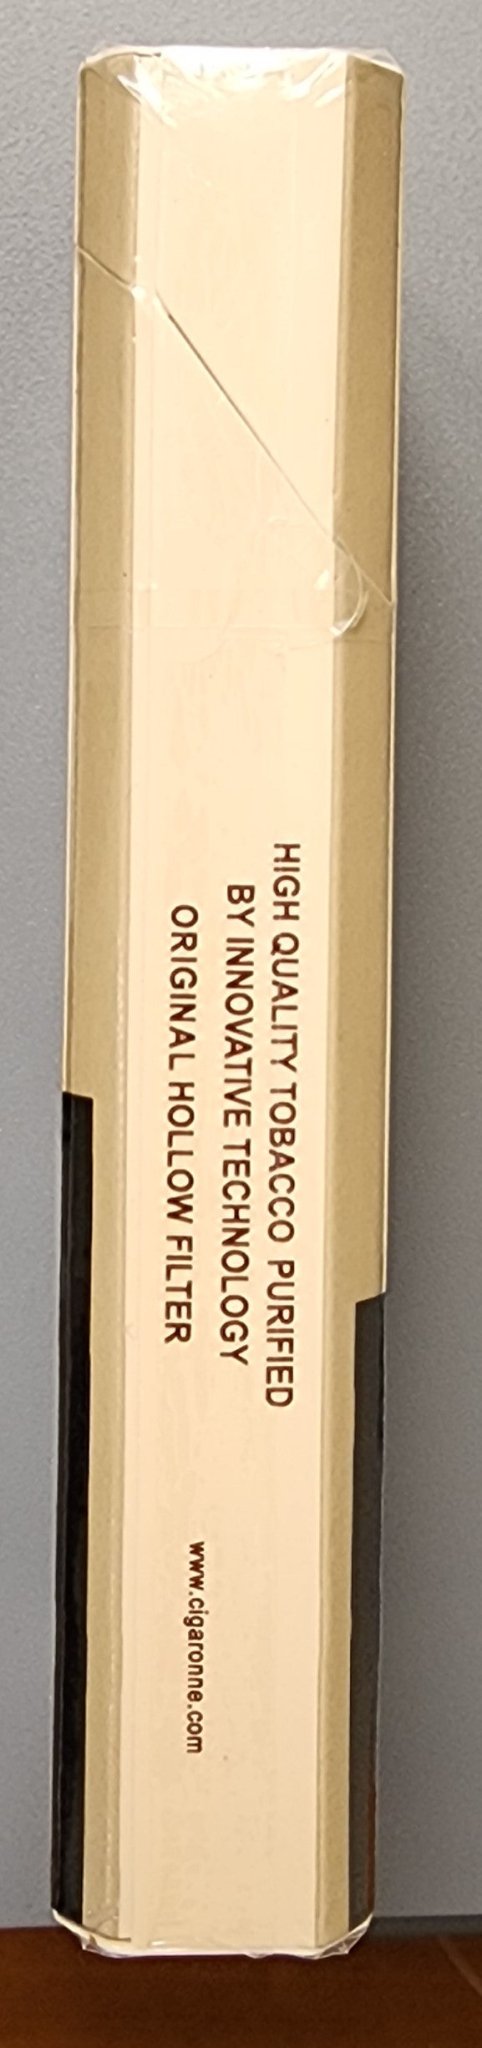 HIGH QUALITY TOBACCO PURIFIED
BY INNOVATIVE TECHNOLOGY
ORIGINAL HOLLOW FILTER
www.cigaronne.com